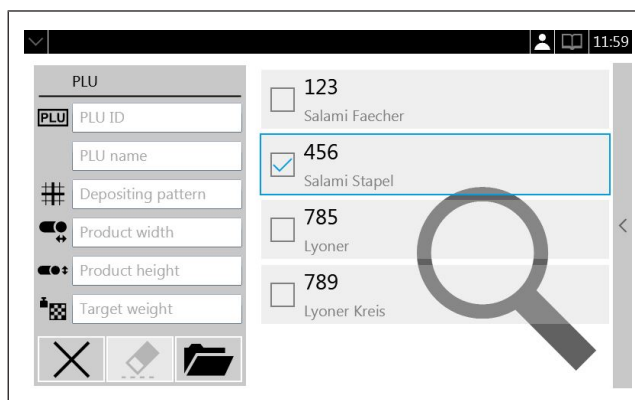 11:59
PLU
PLU PLU ID
PLU name
Depositing pattern
Product width
Product height
Target weight
123
Salami Faecher
456
Salami Stapel
785
Lyoner
789
Lyoner Kreis